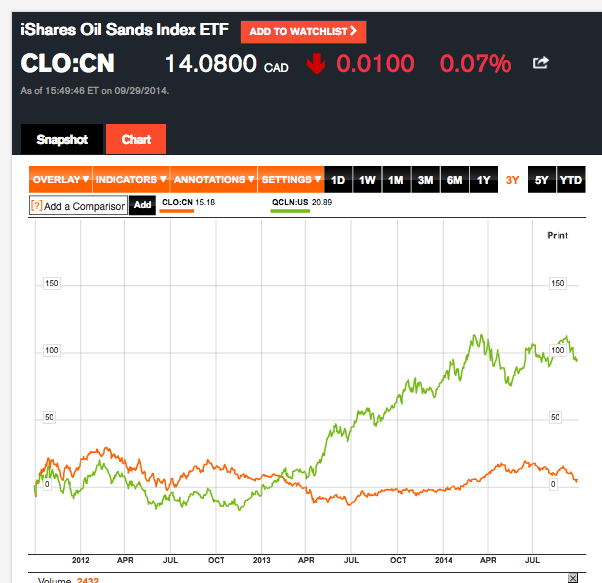 iShares Oil Sands Index ETF ADD TO WATCHLIST
CLO:CN 14.0800 CAD 0.0100 0.07%
As of 15:49:46 ET on 09/29/2014.
Snapshot Chart
OVERLAY INDICATORS ANNOTATIONS SETTINGS 1D 1W 1M 3M 6M 1Y 3Y 5Y YTD
[?] Add a Comparison Add CLO:CN 15.18 QCLN:US 20.89
Print
150 150
100 100
50 50
0 0
2012 APR JUL OCT 2013 APR JUL OCT 2014 APR JUL
Volume 2432